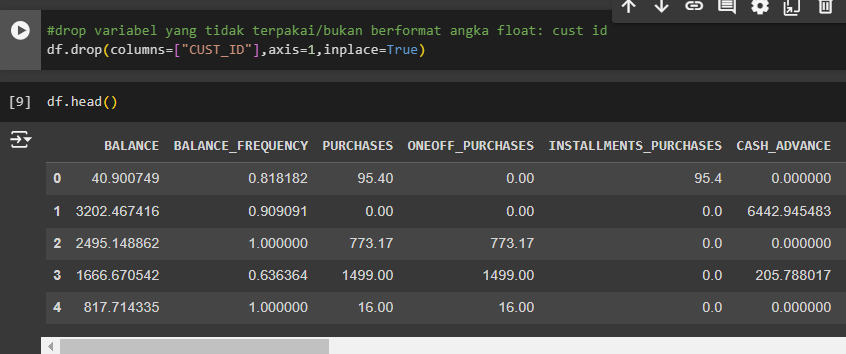 #drop variabel yang tidak terpakai/bukan berformat angka float: cust id
df.drop(columns=["CUST_ID"],axis=1,inplace=True)
[9] df.head()
BALANCE BALANCE_FREQUENCY PURCHASES ONEOFF_PURCHASES INSTALLMENTS_PURCHASES CASH_ADVANCE
0 40.900749 0.818182 95.40 0.00 95.4 0.000000
1 3202.467416 0.909091 0.00 0.00 0.0 6442.945483
2 2495.148862 1.000000 773.17 773.17 0.0 0.000000
3 1666.670542 0.636364 1499.00 1499.00 0.0 205.788017
4 817.714335 1.000000 16.00 16.00 0.0 0.000000